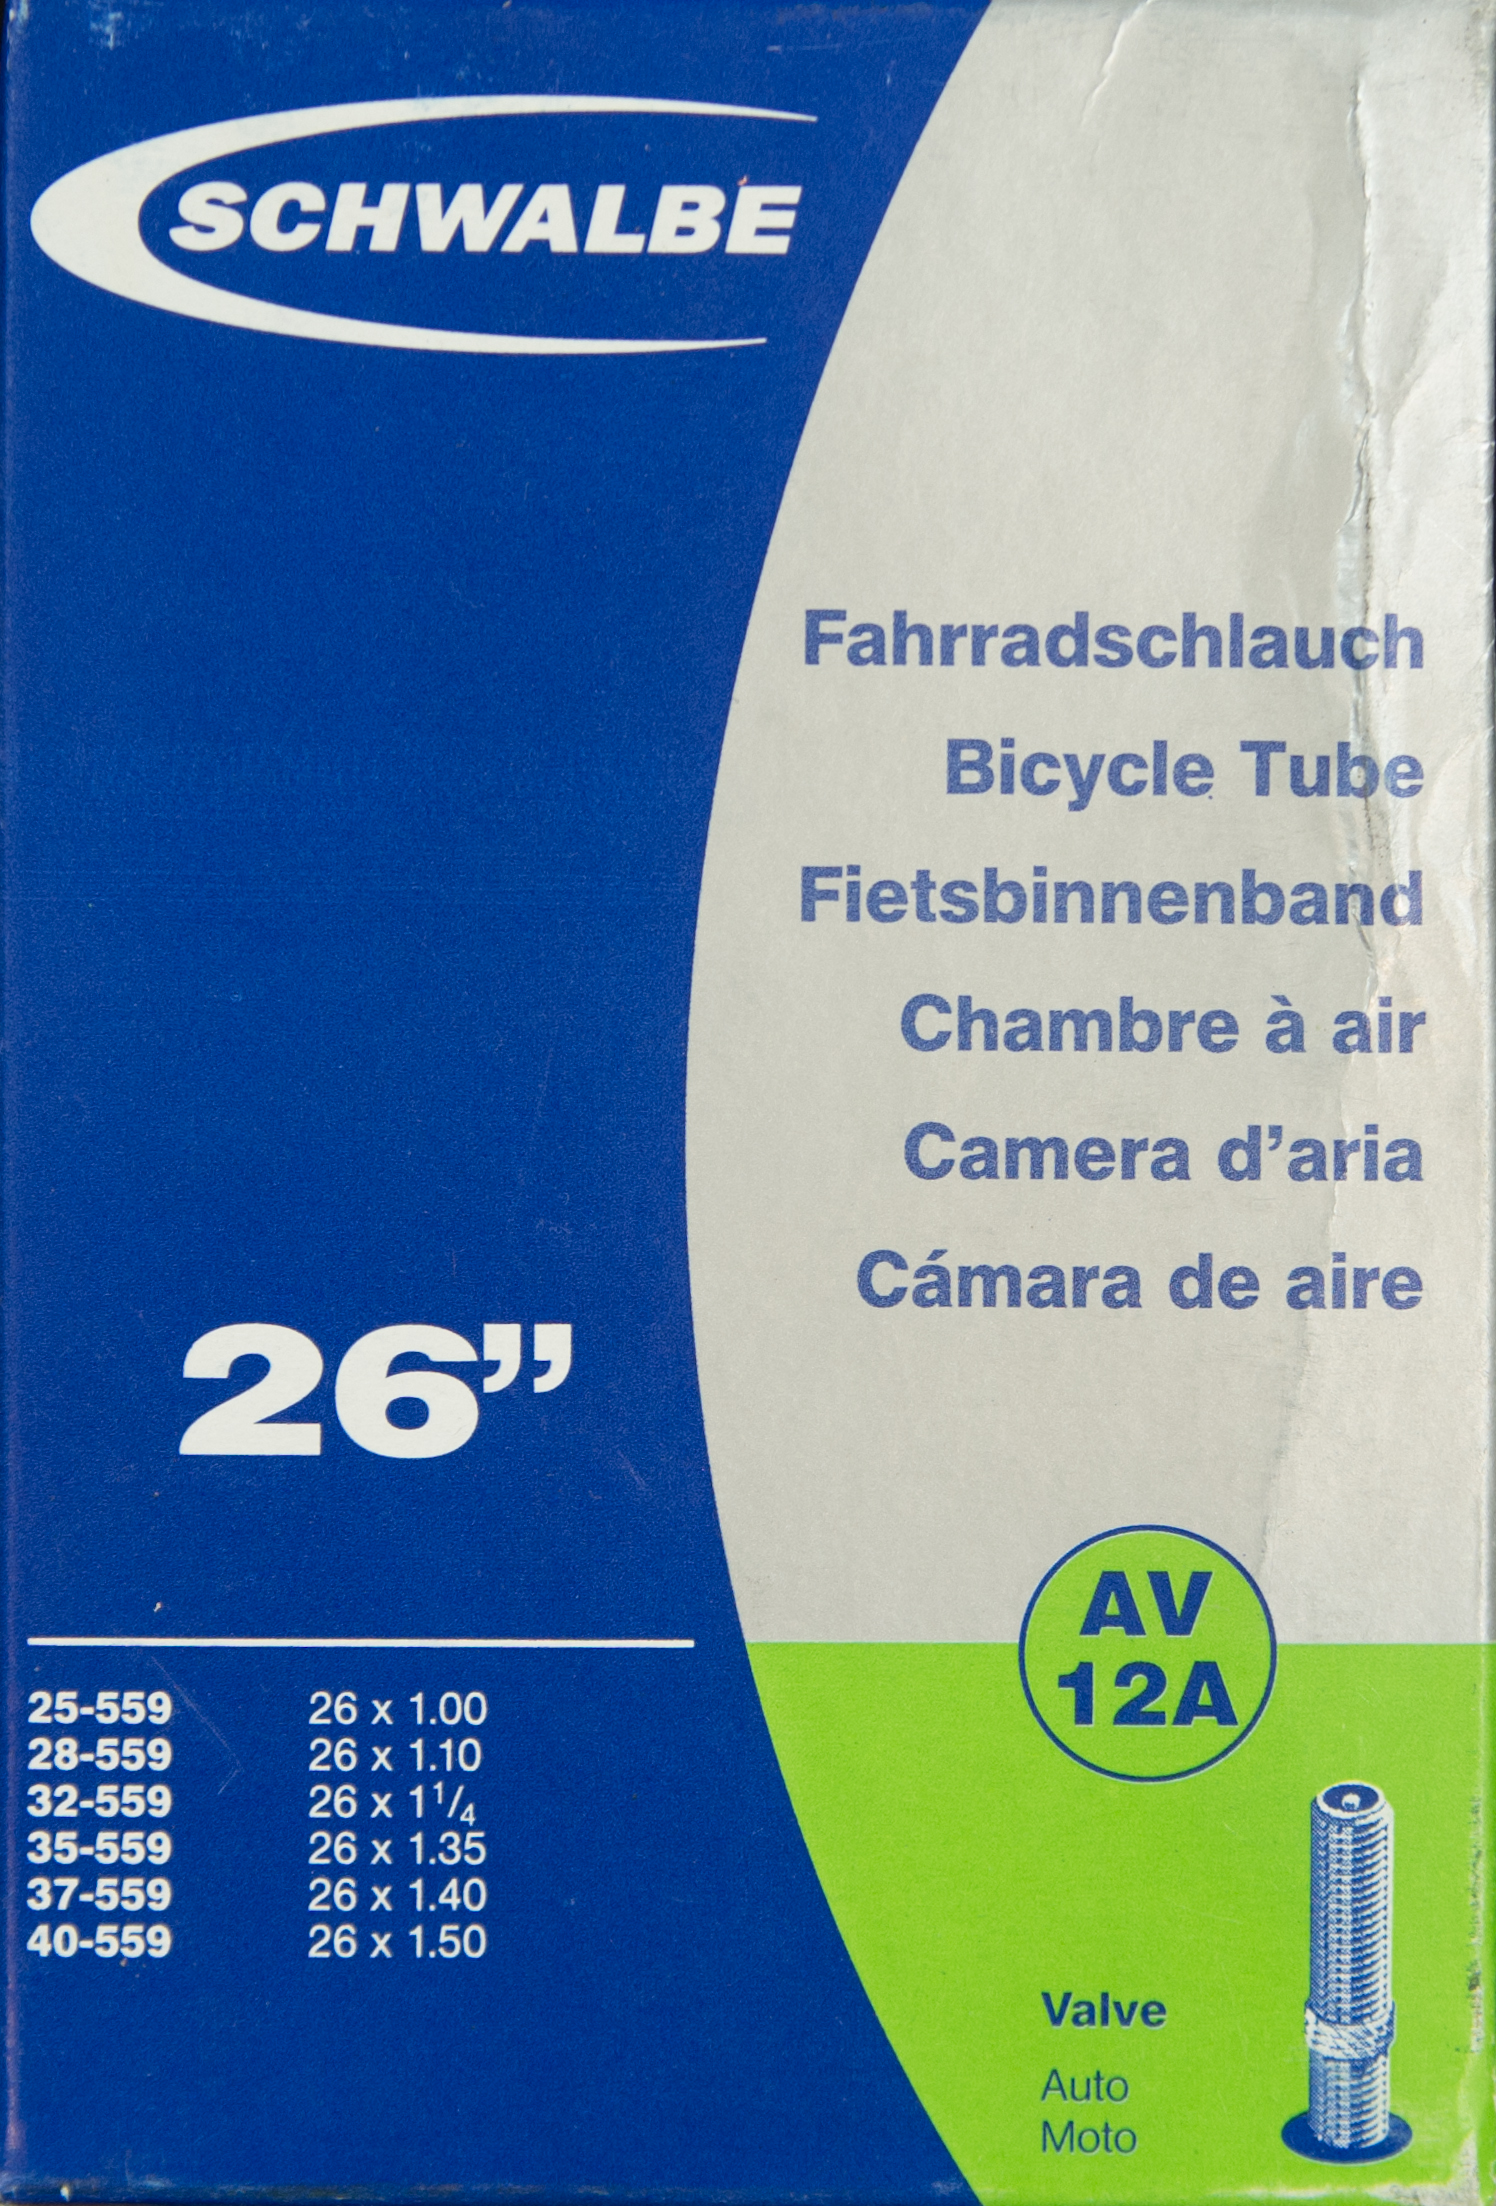 SCHWALBE
Fahrradschlauch
Bicycle Tube
Fietsbinnenband
Chambre à air
Camera d’aria
Cámara de aire
26”
25-559 26 x 1.00
28-559 26 x 1.10
32-559 26 x 1 1/4
35-559 26 x 1.35
37-559 26 x 1.40
40-559 26 x 1.50
AV
12A
Valve
Auto
Moto